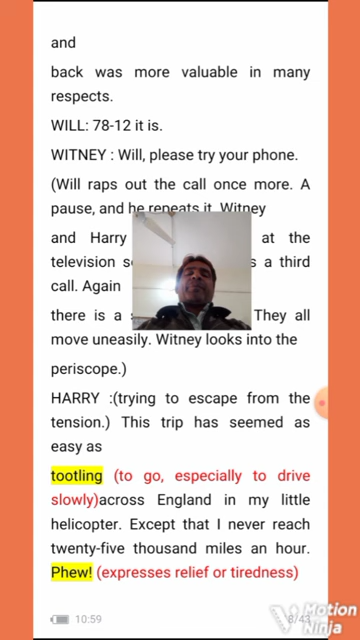 and
back was more valuable in many
respects.
WILL: 78-12 it is.
WITNEY : Will, please try your phone.
(Will raps out the call once more. A
pause, and he repeats it. Witney
and Harry at the
television s s a third
call. Again
there is a They all
move uneasily. Witney looks into the
periscope.)
HARRY :(trying to escape from the
tension.) This trip has seemed as
easy as
tootling (to go, especially to drive
slowly)across England in my little
helicopter. Except that I never reach
twenty-five thousand miles an hour.
Phew! (expresses relief or tiredness)
10:59
8/43
Made with
Motion
Ninja